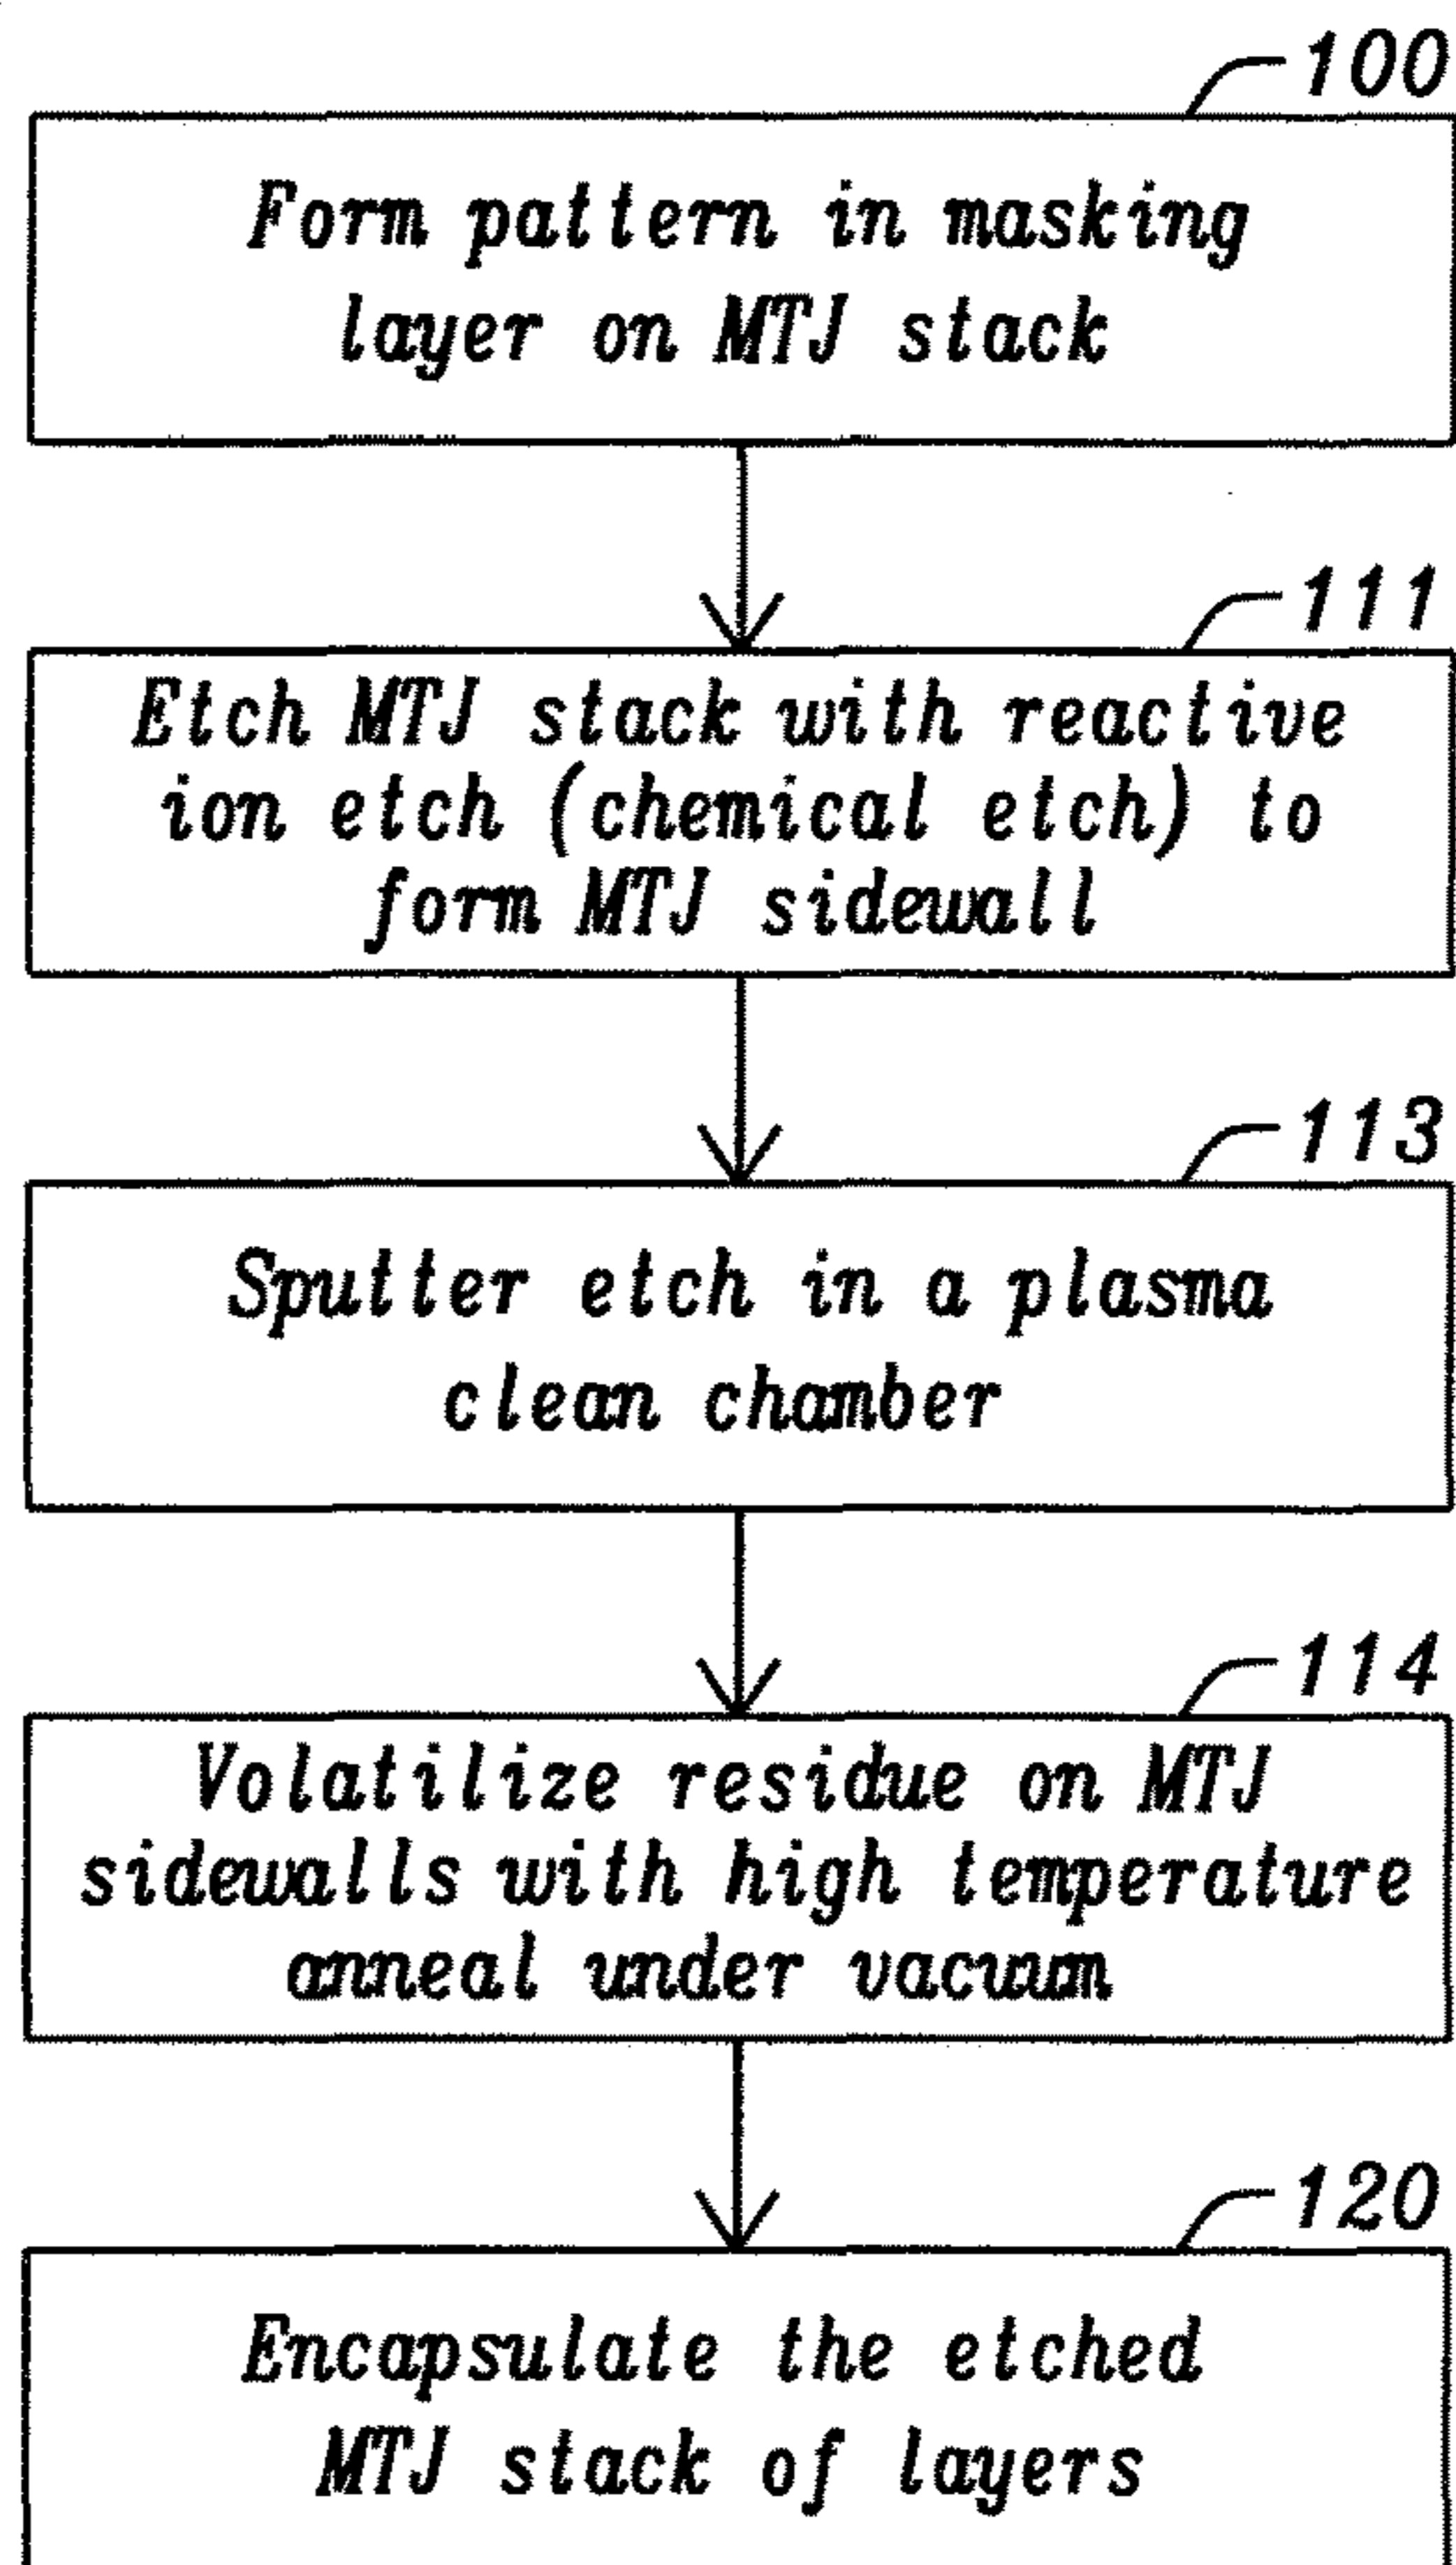 100
Form pattern in masking
layer on MTJ stack
111
Etch MTJ stack with reactive
ion etch (chemical etch) to
form MTJ sidewall
113
Sputter etch in a plasma
clean chamber
114
Volatilize residue on MTJ
sidewalls with high temperature
anneal under vacuum
120
Encapsulate the etched
MTJ stack of layers